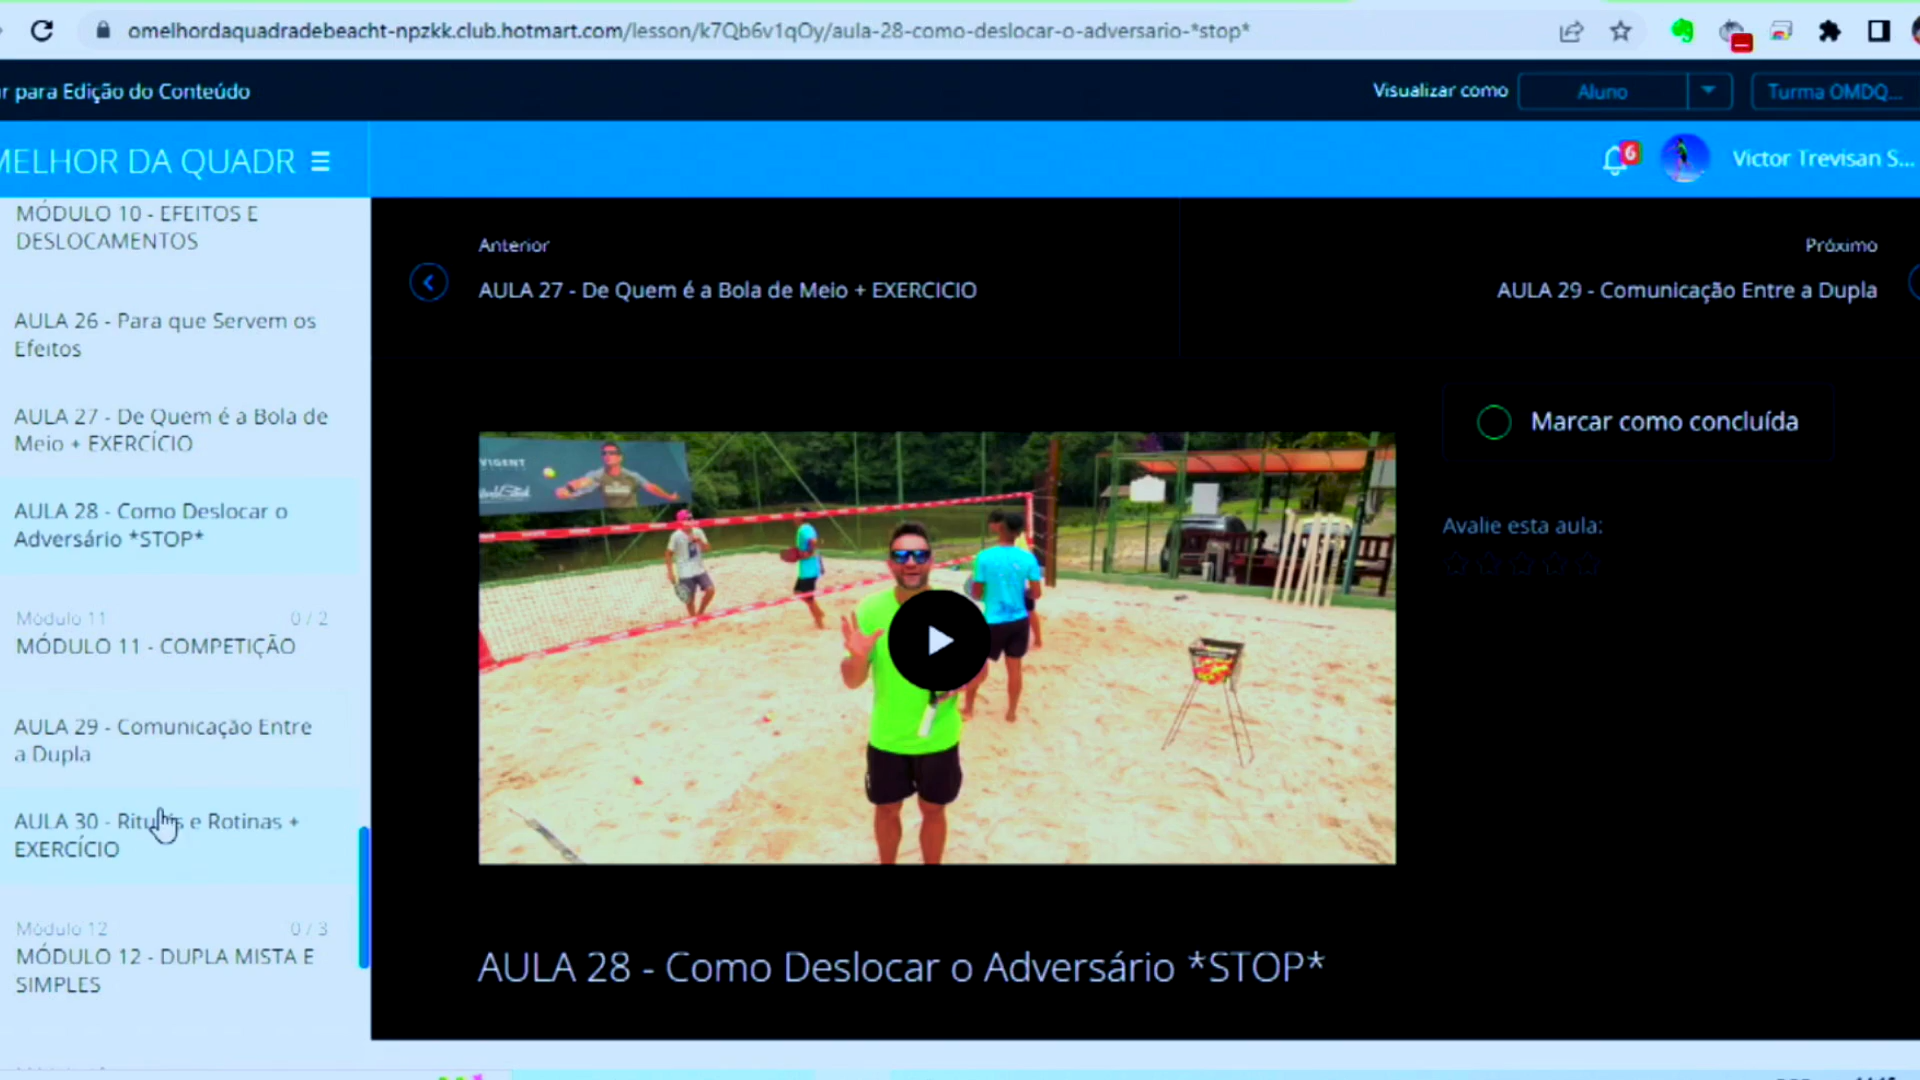 omelhordaquadradebeacht-npzkk.club.hotmart.com/lesson/k7Qb6v1qOy/aula-28-como-deslocar-o-adversario-*stop*
r para Edição do Conteúdo
Visualizar como
Aluno
Turma OMDQ...
MELHOR DA QUADR
6
Victor Trevisan S...
MÓDULO 10 - EFEITOS E
DESLOCAMENTOS
AULA 26 - Para que Servem os
Efeitos
AULA 27 - De Quem é a Bola de
Meio + EXERCÍCIO
AULA 28 - Como Deslocar o
Adversário *STOP*
Módulo 11
0 / 2
MÓDULO 11 - COMPETIÇÃO
AULA 29 - Comunicação Entre
a Dupla
AULA 30 - Rituais e Rotinas +
EXERCÍCIO
Módulo 12
0 / 3
MÓDULO 12 - DUPLA MISTA E
SIMPLES
Anterior
AULA 27 - De Quem é a Bola de Meio + EXERCICIO
Próximo
AULA 29 - Comunicação Entre a Dupla
Marcar como concluída
Avalie esta aula:
AULA 28 - Como Deslocar o Adversário *STOP*